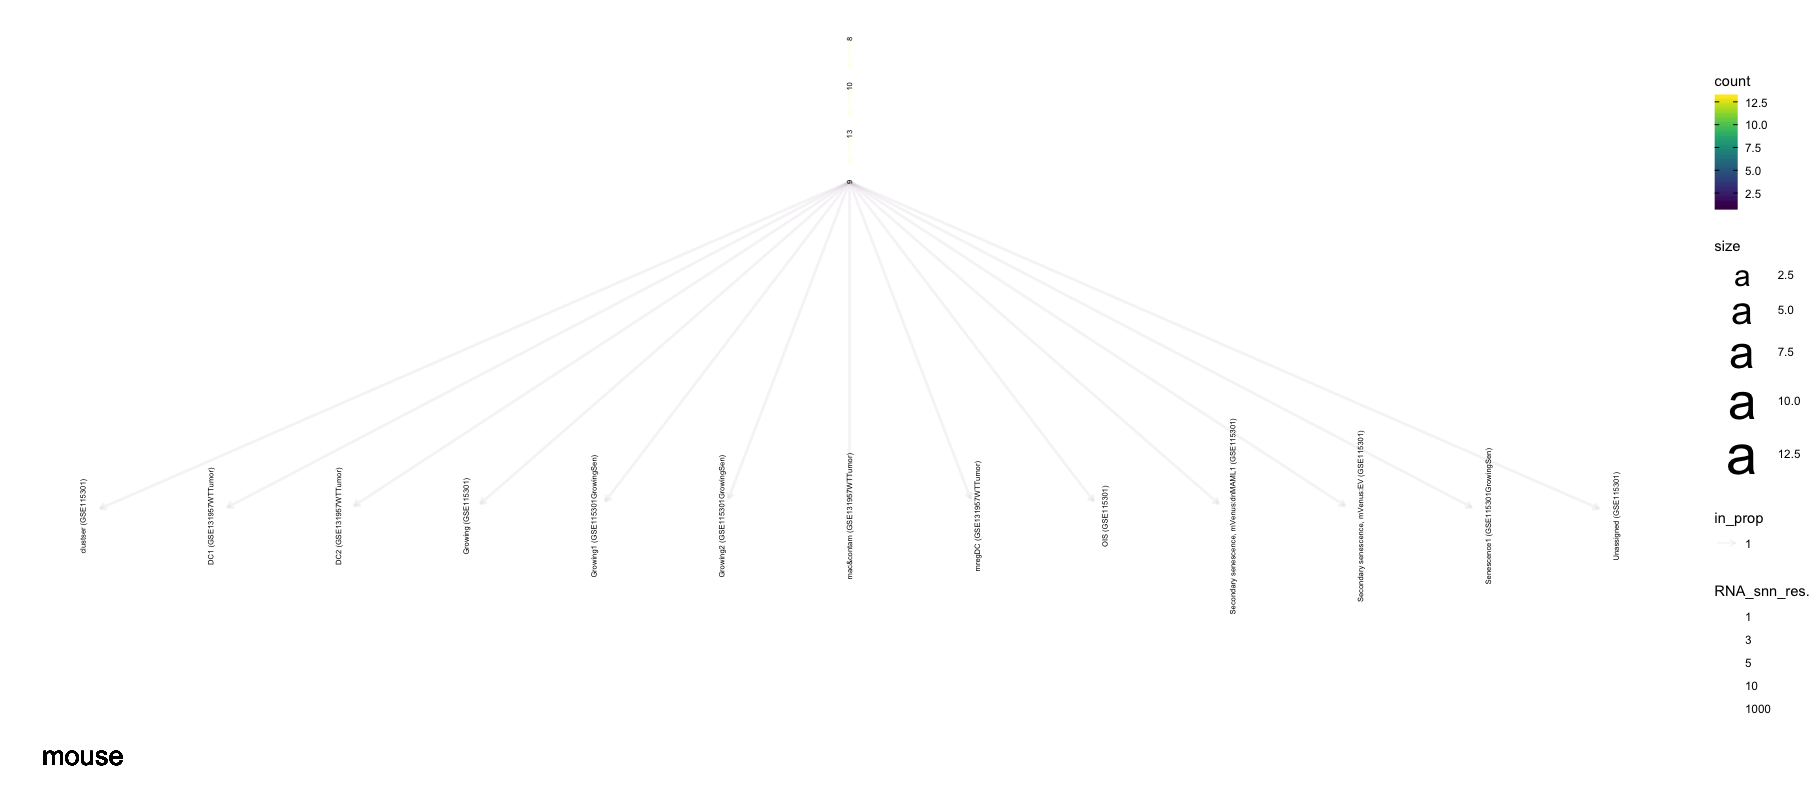 8
10
13
9
clustser (GSE115301)
DC1 (GSE131957WTTumor)
DC2 (GSE131957WTTumor)
Growing (GSE115301)
Growing1 (GSE115301GrowingSen)
Growing2 (GSE115301GrowingSen)
mac&contam (GSE131957WTTumor)
mregDC (GSE131957WTTumor)
OIS (GSE115301)
Secondary senescence, mVenus:dnMAML1 (GSE115301)
Secondary senescence, mVenus:EV (GSE115301)
Senescence1 (GSE115301GrowingSen)
Unassigned (GSE115301)
mouse
count
12.5
10.0
7.5
5.0
2.5
size
a 2.5
a 5.0
a 7.5
a 10.0
a 12.5
in_prop
1
RNA_snn_res.
1
3
5
10
1000